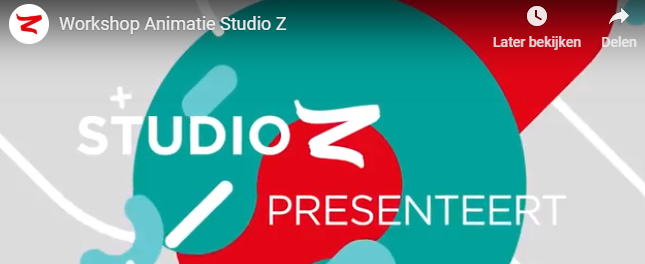 Workshop Animatie Studio Z
Later bekijken
Delen
STUDIO Z
PRESENTEERT